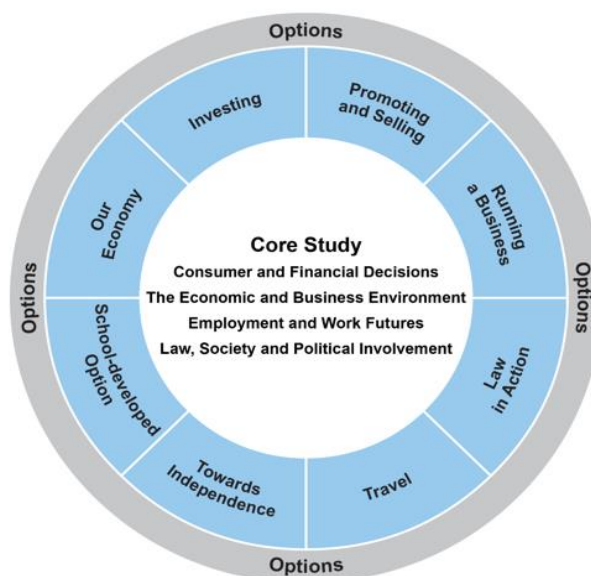 Options
Investing
Promoting
and Selling
Our
Economy
Running
a Business
Core Study
Consumer and Financial Decisions
The Economic and Business Environment
Employment and Work Futures
Law, Society and Political Involvement
Options
Options
School-developed
Option
Law
in Action
Towards
Independence
Travel
Options